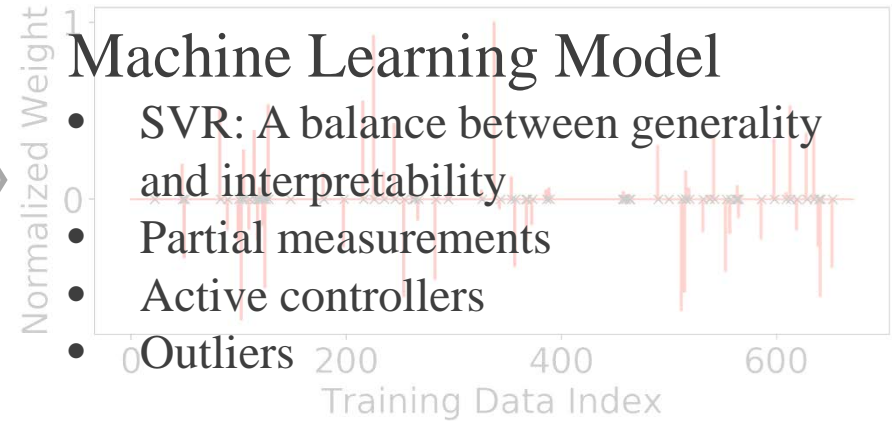 Machine Learning Model
• SVR: A balance between generality
and interpretability
• Partial measurements
• Active controllers
• Outliers
Normalized Weight
1
0
0 200 400 600
Training Data Index